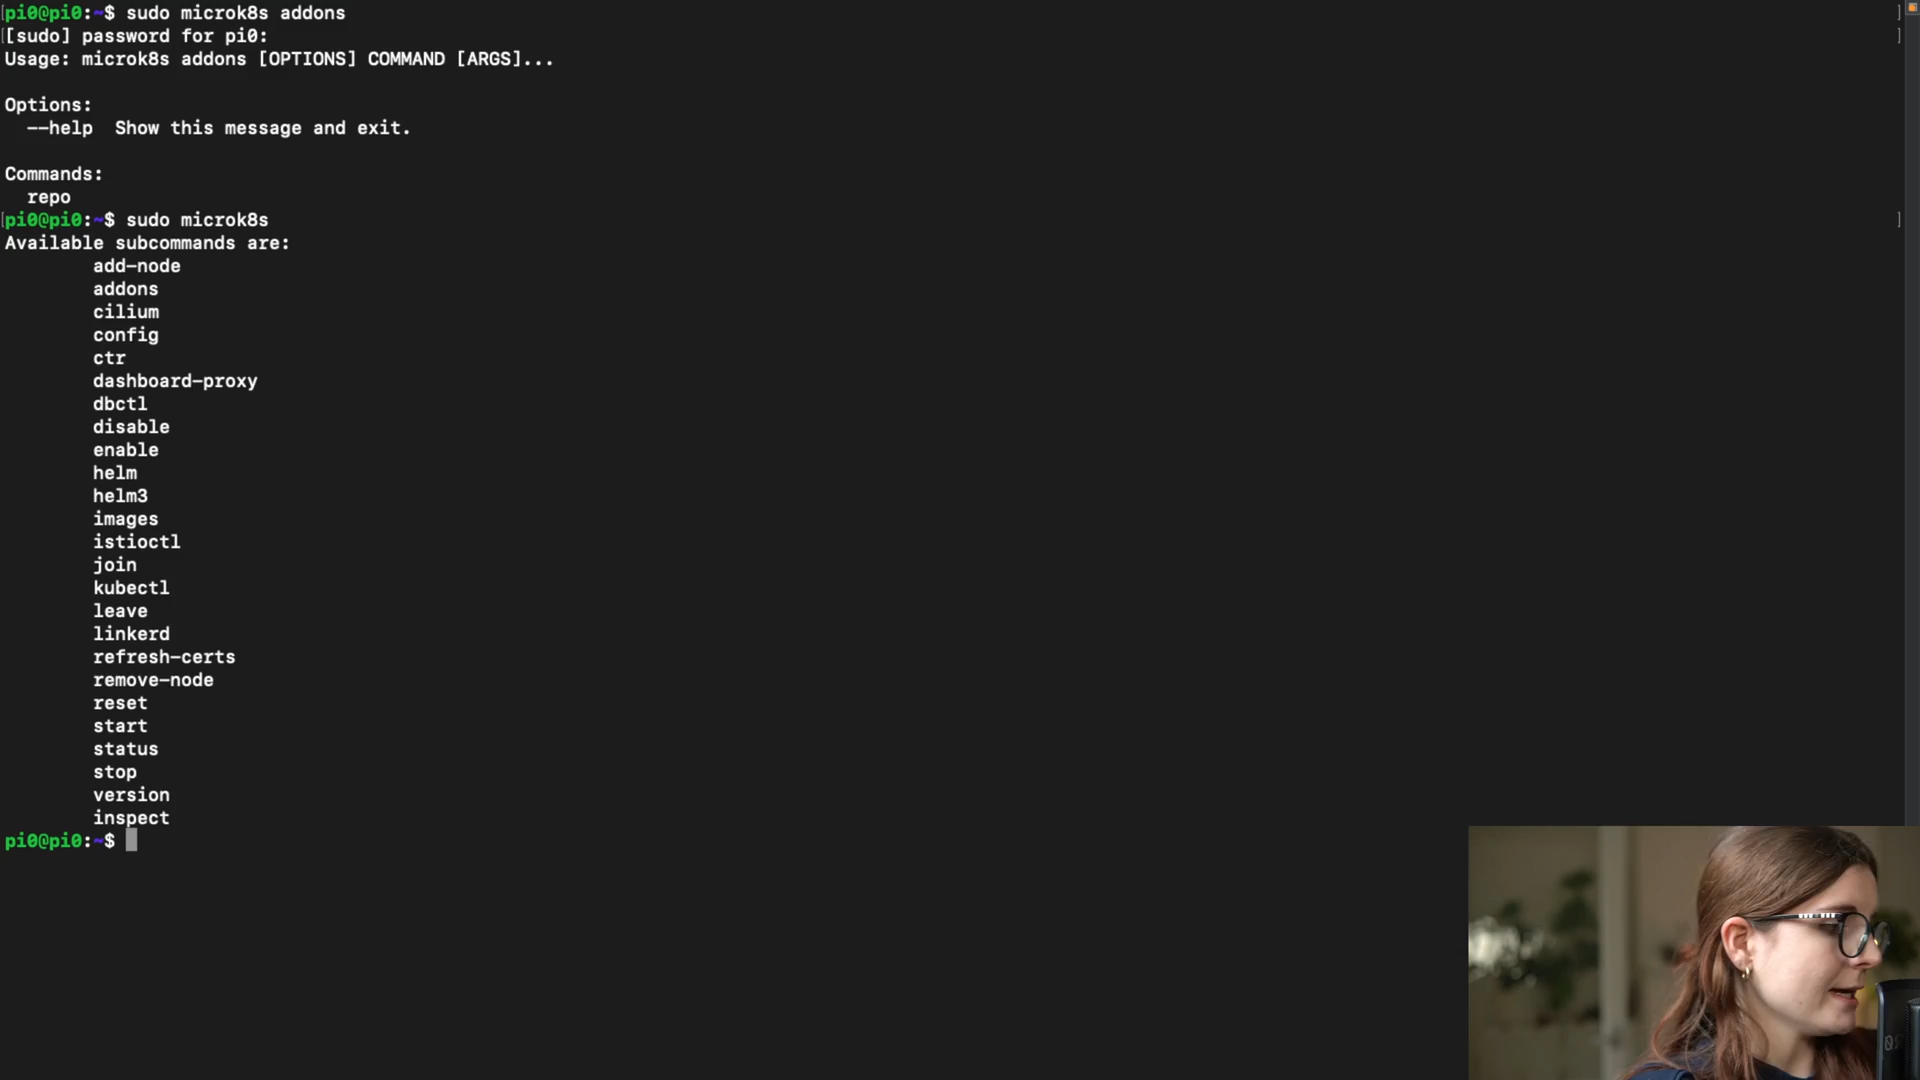 pi0@pi0:~$ sudo microk8s addons
[sudo] password for pi0:
Usage: microk8s addons [OPTIONS] COMMAND [ARGS]...
Options:
--help  Show this message and exit.
Commands:
repo
pi0@pi0:~$ sudo microk8s
Available subcommands are:
add-node
addons
cilium
config
ctr
dashboard-proxy
dbctl
disable
enable
helm
helm3
images
istioctl
join
kubectl
leave
linkerd
refresh-certs
remove-node
reset
start
status
stop
version
inspect
pi0@pi0:~$